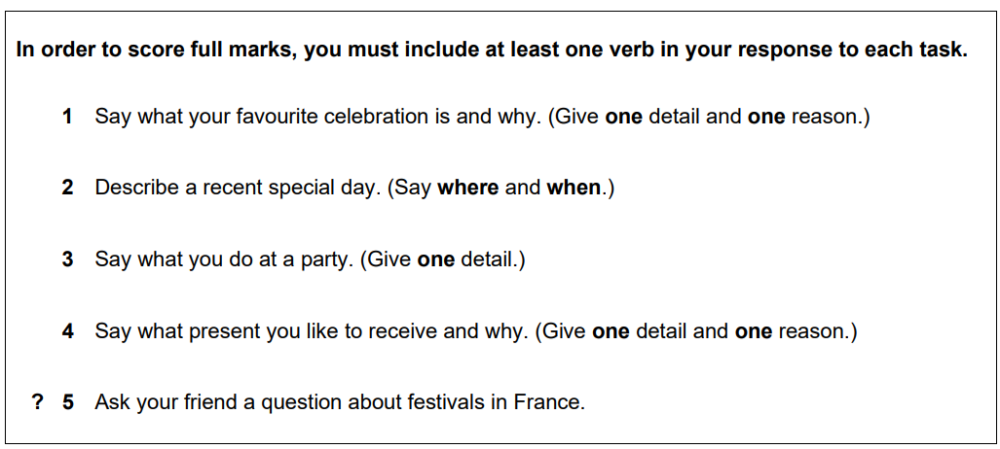 In order to score full marks, you must include at least one verb in your response to each task.
1 Say what your favourite celebration is and why. (Give one detail and one reason.)
2 Describe a recent special day. (Say where and when.)
3 Say what you do at a party. (Give one detail.)
4 Say what present you like to receive and why. (Give one detail and one reason.)
? 5 Ask your friend a question about festivals in France.